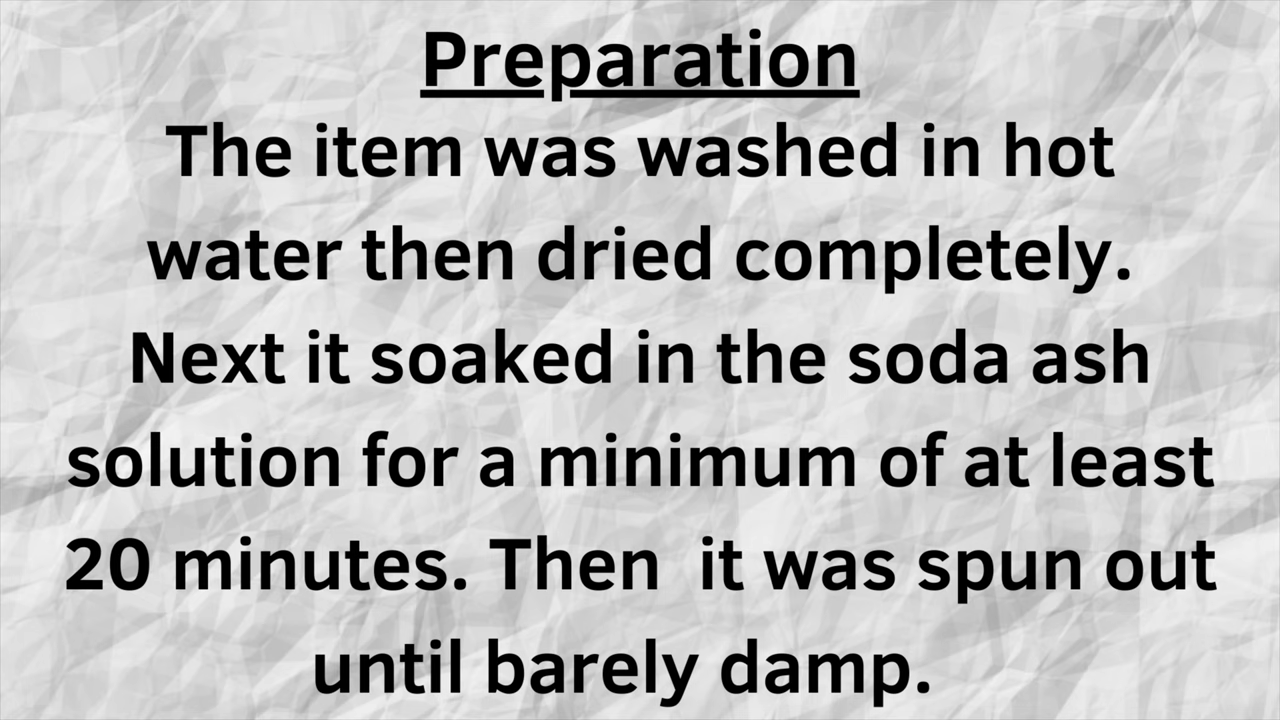 Preparation
The item was washed in hot
water then dried completely.
Next it soaked in the soda ash
solution for a minimum of at least
20 minutes. Then  it was spun out
until barely damp.